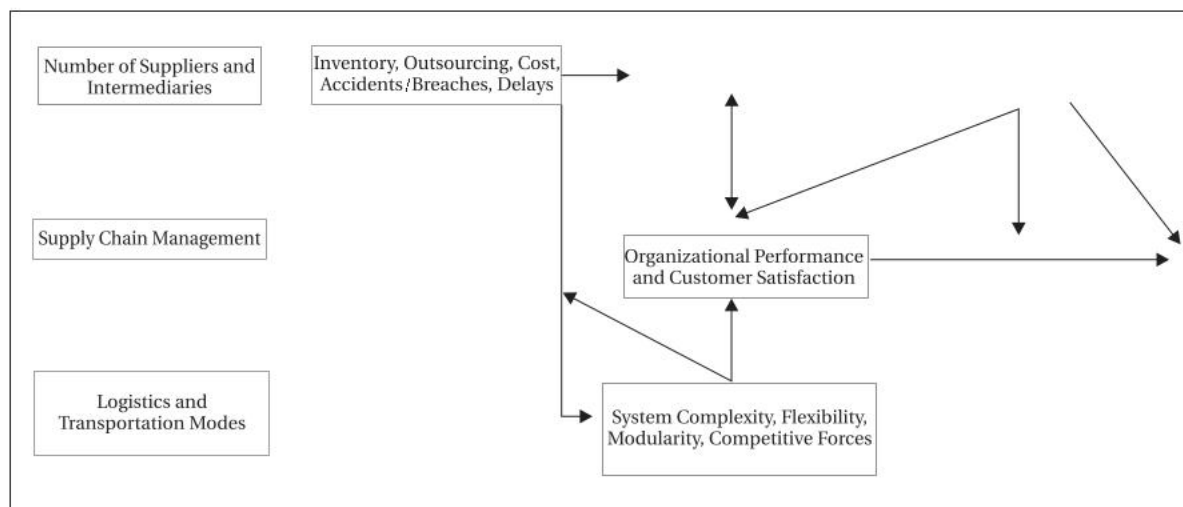 Number of Suppliers and
Intermediaries
Inventory, Outsourcing, Cost,
Accidents/Breaches, Delays
Supply Chain Management
Organizational Performance
and Customer Satisfaction
Logistics and
Transportation Modes
System Complexity, Flexibility,
Modularity, Competitive Forces